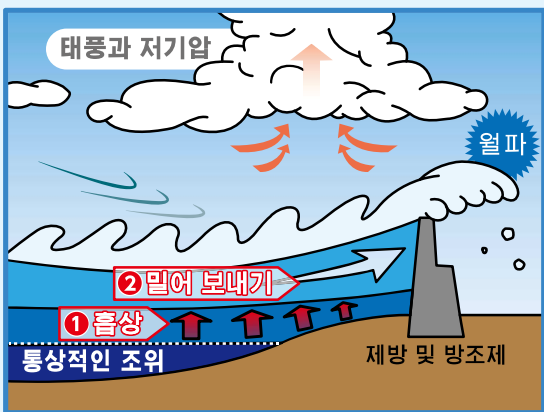 태풍과 저기압
월파
❷밀어 보내기
❶흡상
통상적인 조위
제방 및 방조제